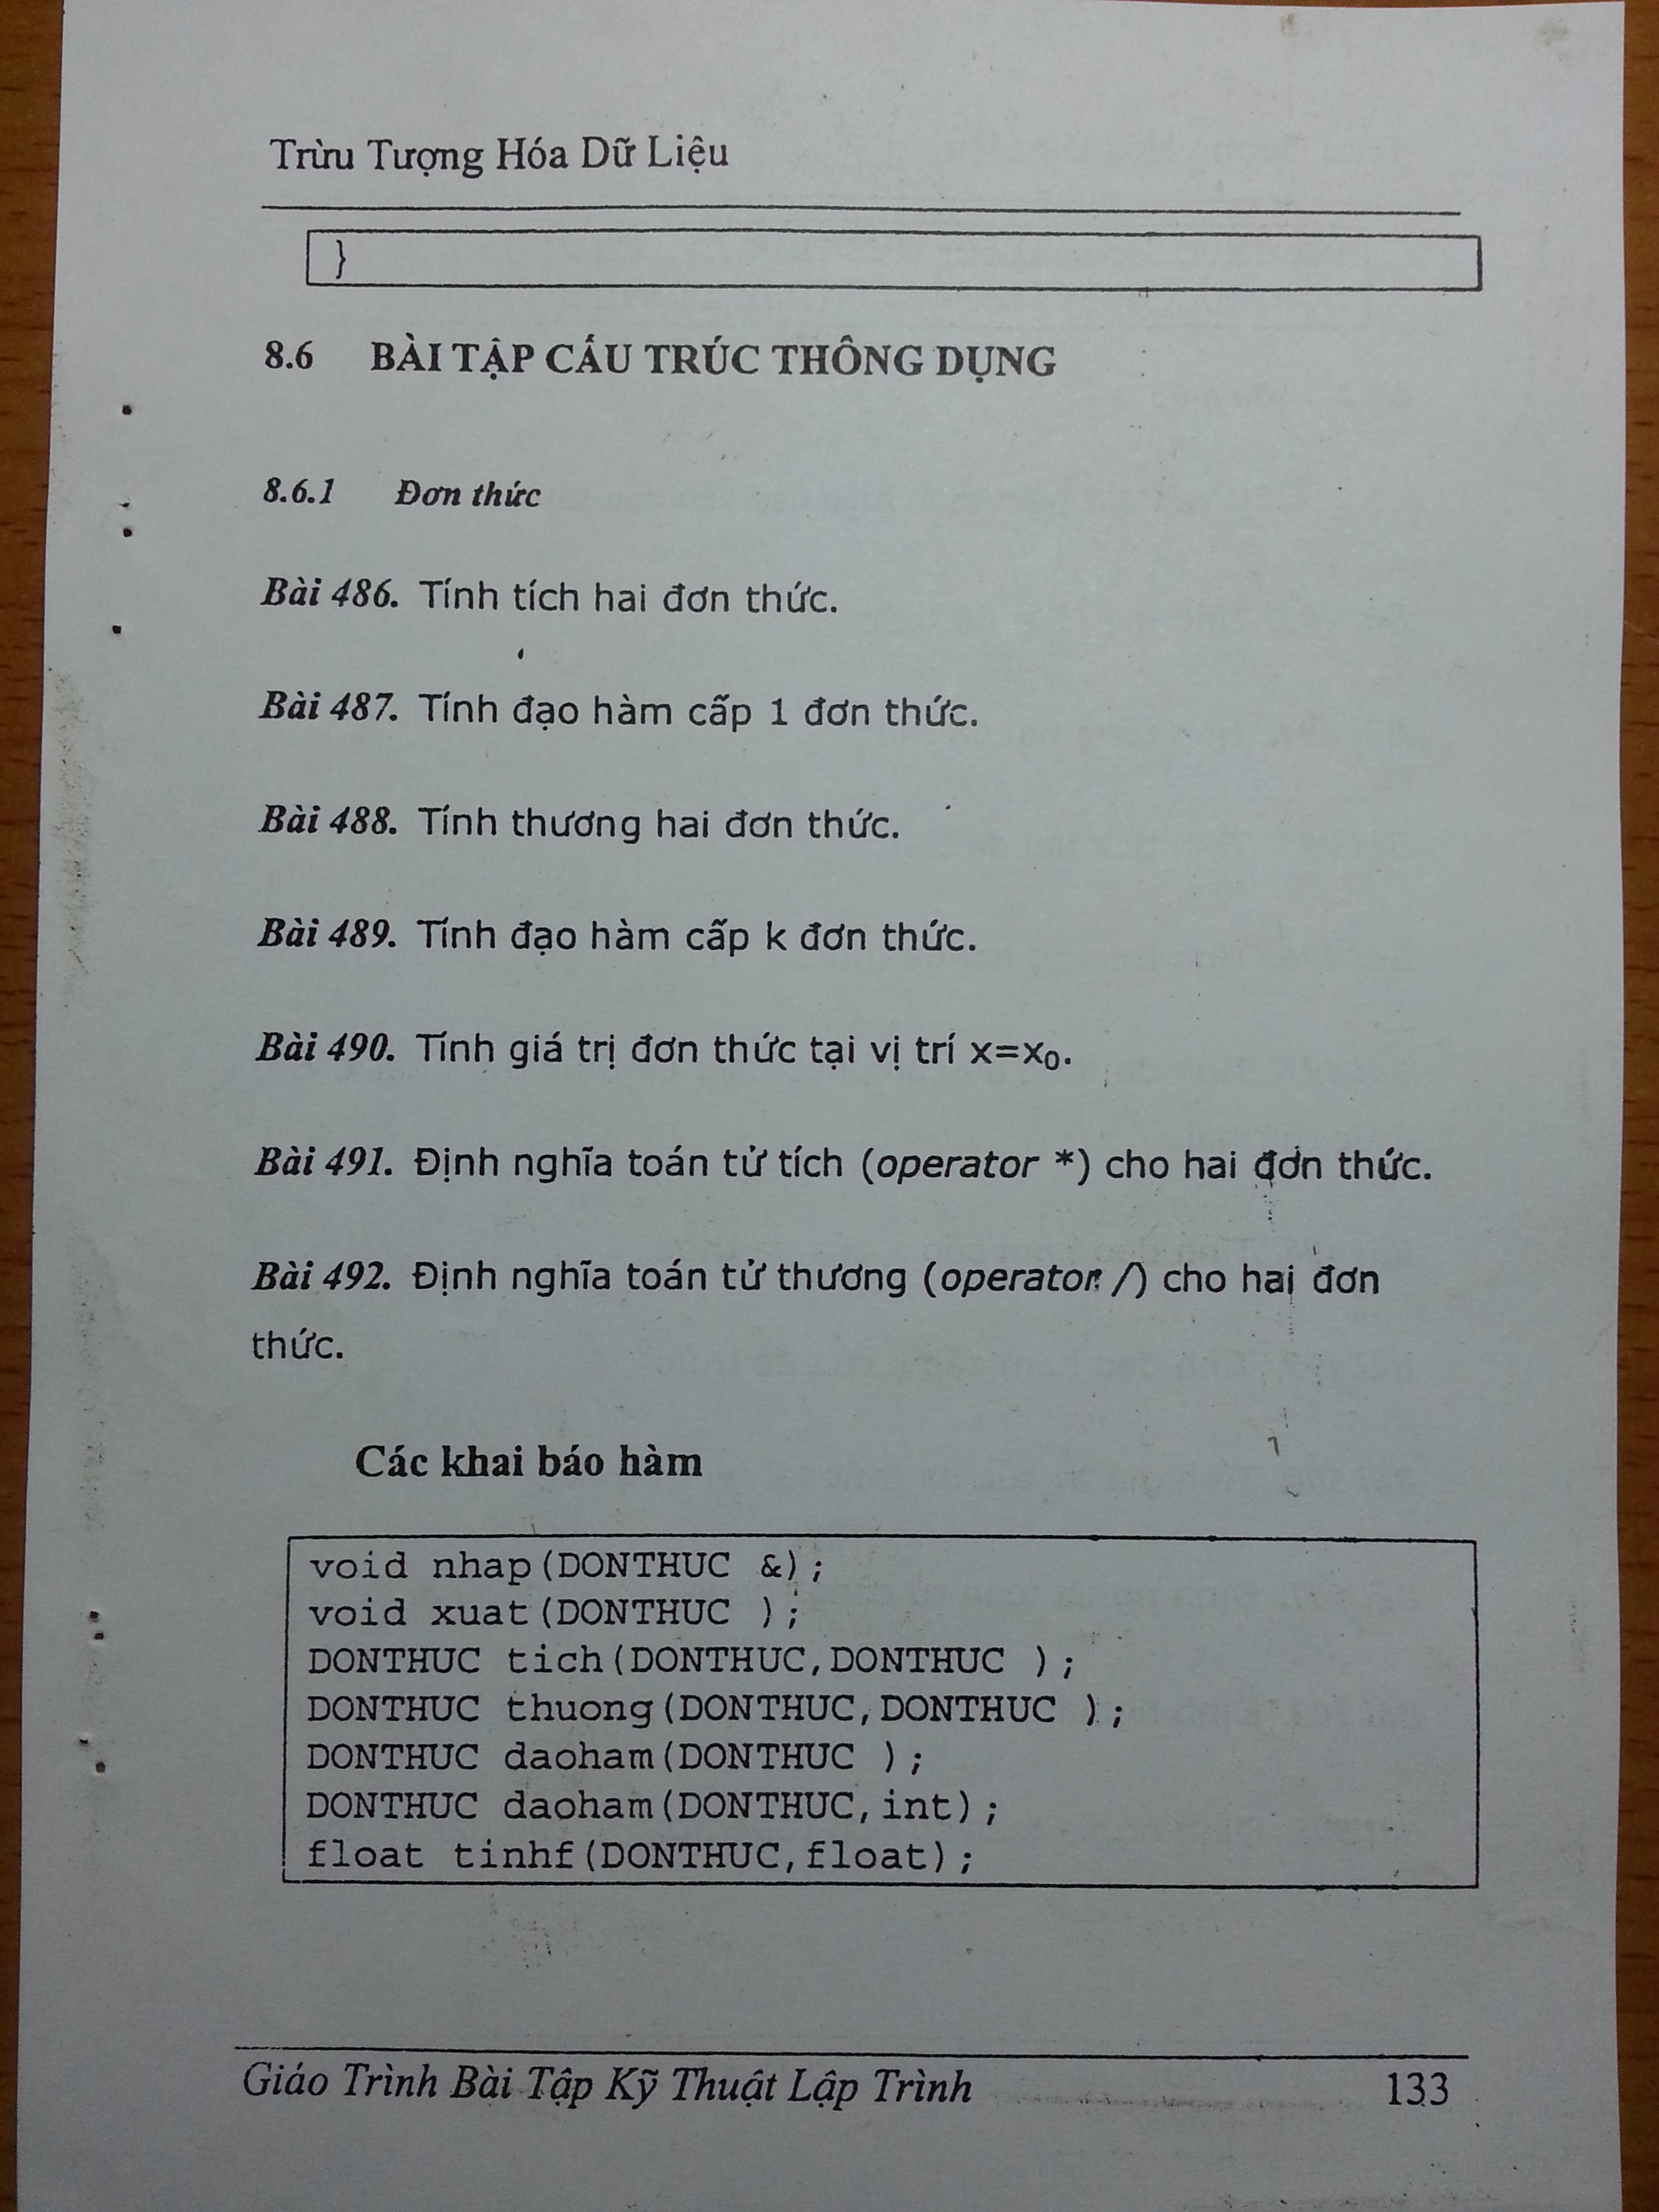 Trừu Tượng Hóa Dữ Liệu
}
8.6 BÀI TẬP CẤU TRÚC THÔNG DỤNG
8.6.1 Đơn thức
Bài 486. Tính tích hai đơn thức.
Bài 487. Tính đạo hàm cấp 1 đơn thức.
Bài 488. Tính thương hai đơn thức.
Bài 489. Tính đạo hàm cấp k đơn thức.
Bài 490. Tính giá trị đơn thức tại vị trí x=x₀.
Bài 491. Định nghĩa toán tử tích (operator *) cho hai đơn thức.
Bài 492. Định nghĩa toán tử thương (operator /) cho hai đơn
thức.
Các khai báo hàm
void nhap(DONTHUC &);
void xuat(DONTHUC );
DONTHUC tich(DONTHUC,DONTHUC );
DONTHUC thuong(DONTHUC,DONTHUC );
DONTHUC daoham(DONTHUC );
DONTHUC daoham(DONTHUC,int);
float tinhf(DONTHUC,float);
Giáo Trình Bài Tập Kỹ Thuật Lập Trình 133